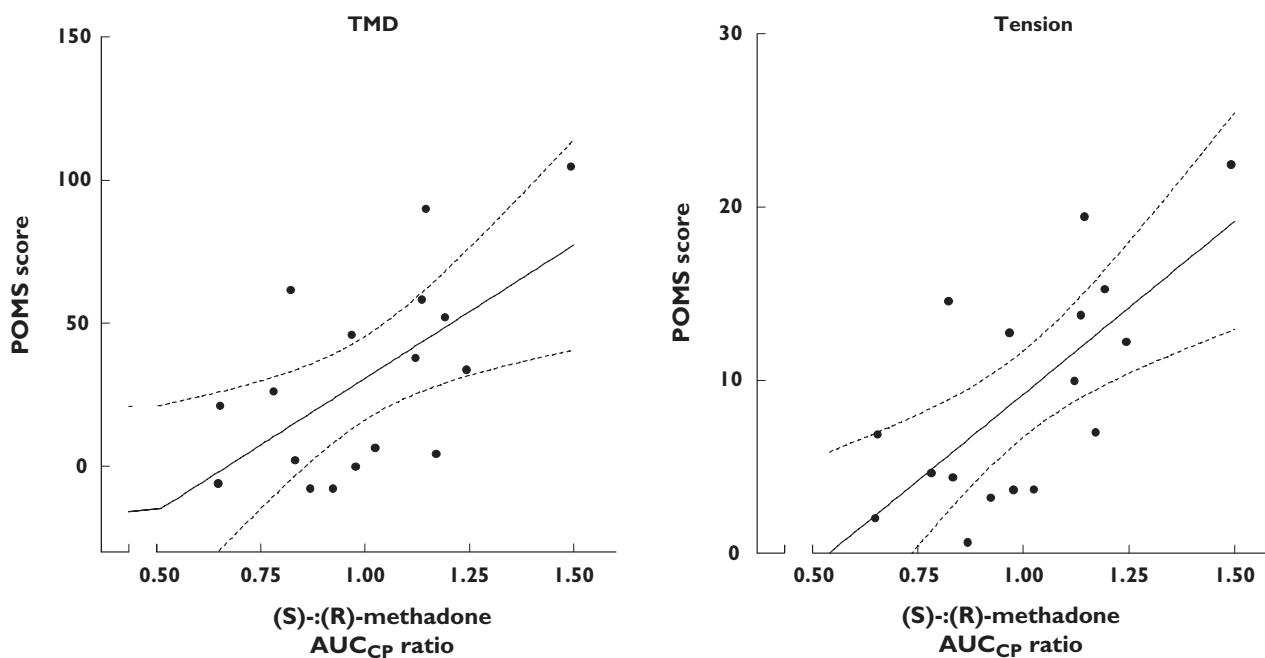 TMD
150
100
50
0
POMS score
0.50 0.75 1.00 1.25 1.50
(S)-:(R)-methadone
AUCCP ratio
Tension
30
20
10
0
POMS score
0.50 0.75 1.00 1.25 1.50
(S)-:(R)-methadone
AUCCP ratio